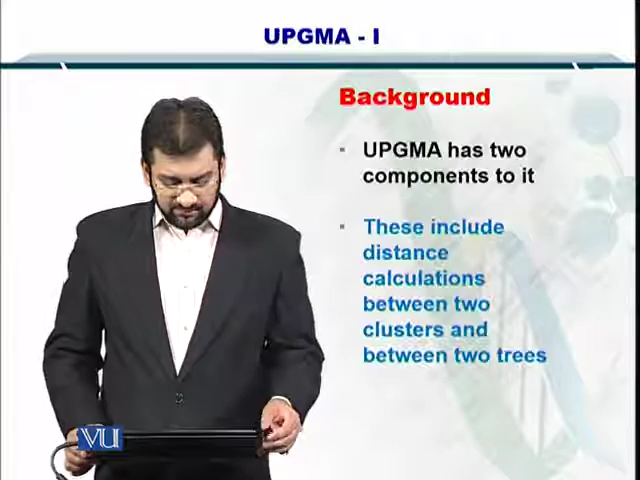 UPGMA - I
Background
UPGMA has two
components to it
These include
distance
calculations
between two
clusters and
between two trees
VU